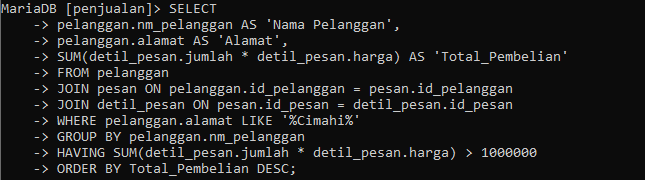 MariaDB [penjualan]> SELECT
-> pelanggan.nm_pelanggan AS 'Nama Pelanggan',
-> pelanggan.alamat AS 'Alamat',
-> SUM(detil_pesan.jumlah * detil_pesan.harga) AS 'Total_Pembelian'
-> FROM pelanggan
-> JOIN pesan ON pelanggan.id_pelanggan = pesan.id_pelanggan
-> JOIN detil_pesan ON pesan.id_pesan = detil_pesan.id_pesan
-> WHERE pelanggan.alamat LIKE '%Cimahi%'
-> GROUP BY pelanggan.nm_pelanggan
-> HAVING SUM(detil_pesan.jumlah * detil_pesan.harga) > 1000000
-> ORDER BY Total_Pembelian DESC;